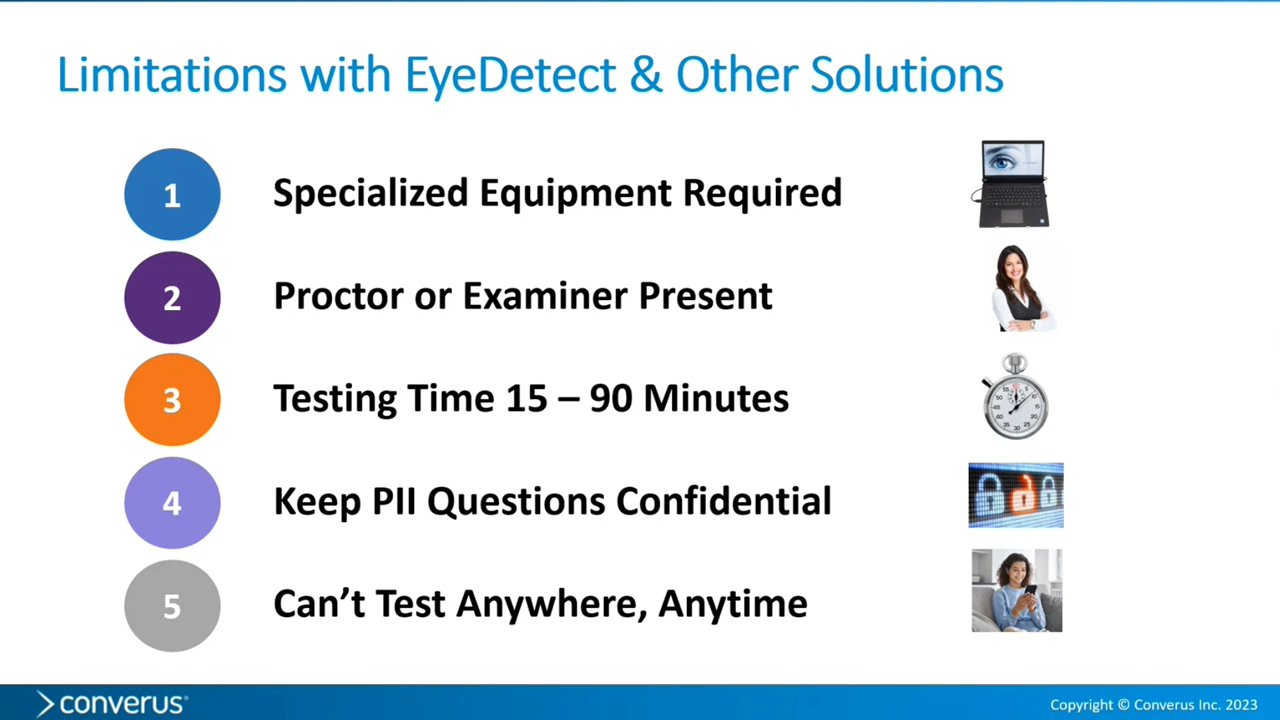 Limitations with EyeDetect & Other Solutions
1 Specialized Equipment Required
2 Proctor or Examiner Present
3 Testing Time 15 – 90 Minutes
4 Keep PII Questions Confidential
5 Can’t Test Anywhere, Anytime
converus®
Copyright © Converus Inc. 2023